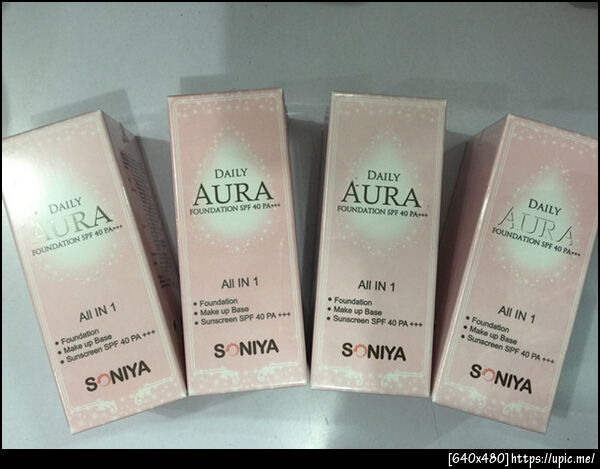 DAILY
AURA
FOUNDATION SPF 40 PA+++
All IN 1
• Foundation
• Make up Base
• Sunscreen SPF 40 PA +++
SONIYA
DAILY
AURA
FOUNDATION SPF 40 PA+++
All IN 1
• Foundation
• Make up Base
• Sunscreen SPF 40 PA +++
SONIYA
DAILY
AURA
FOUNDATION SPF 40 PA+++
All IN 1
• Foundation
• Make up Base
• Sunscreen SPF 40 PA +++
SONIYA
DAILY
AURA
FOUNDATION SPF 40 PA+++
All IN 1
• Foundation
• Make up Base
• Sunscreen SPF 40 PA +++
SONIYA
[640x480]https://upic.me/